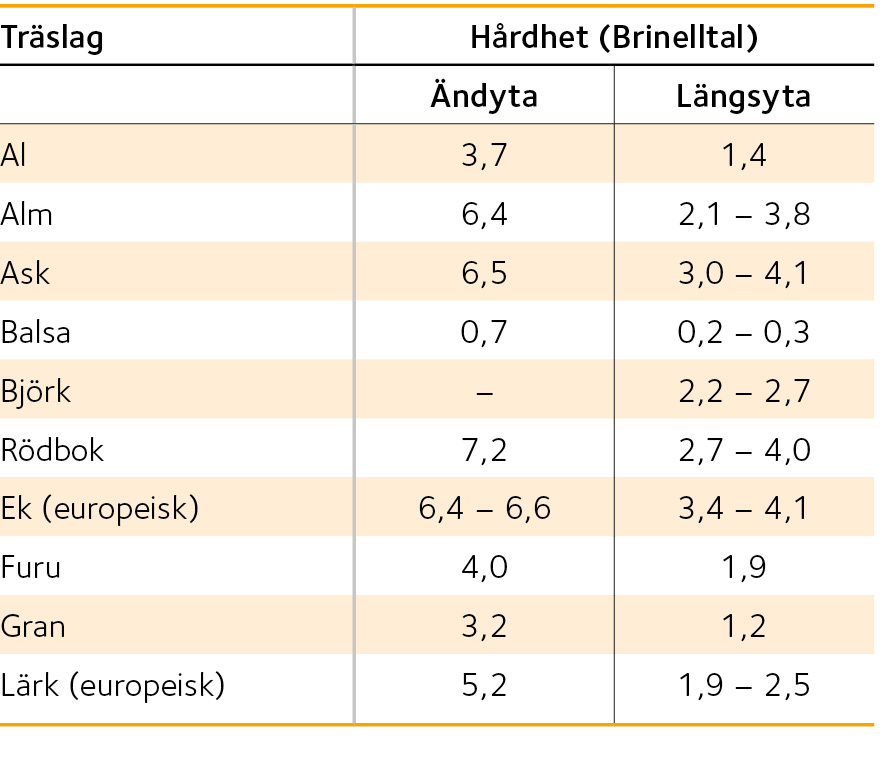 Träslag Hårdhet (Brinelltal)
Ändyta Längsyta
Al 3,7 1,4
Alm 6,4 2,1 – 3,8
Ask 6,5 3,0 – 4,1
Balsa 0,7 0,2 – 0,3
Björk – 2,2 – 2,7
Rödbok 7,2 2,7 – 4,0
Ek (europeisk) 6,4 – 6,6 3,4 – 4,1
Furu 4,0 1,9
Gran 3,2 1,2
Lärk (europeisk) 5,2 1,9 – 2,5